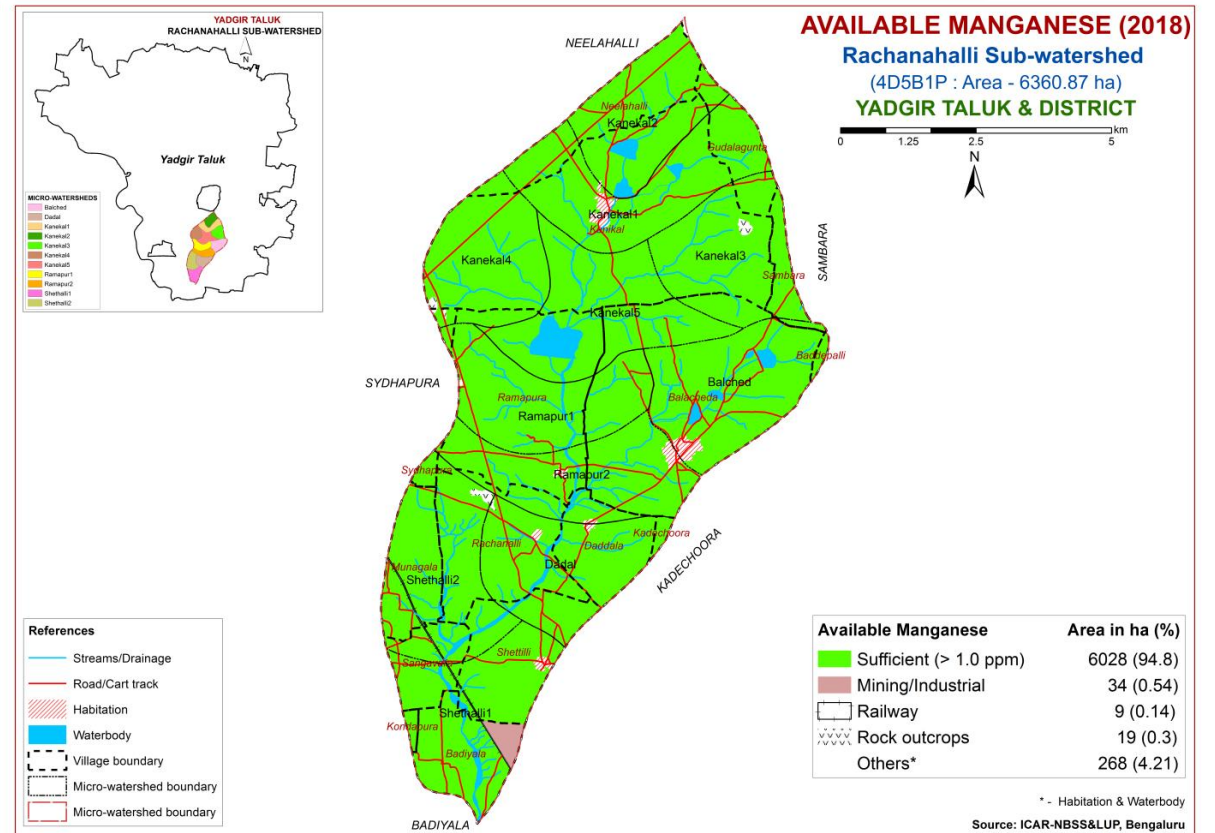 YADGIR TALUK
RACHANAHALLI SUB-WATERSHED
N
Yadgir Taluk
MICRO-WATERSHEDS
Balched
Dadal
Kanekal1
Kanekal2
Kanekal3
Kanekal4
Kanekal5
Ramapur1
Ramapur2
Shethalli1
Shethalli2
AVAILABLE MANGANESE (2018)
Rachanahalli Sub-watershed
(4D5B1P : Area - 6360.87 ha)
YADGIR TALUK & DISTRICT
km
0 1.25 2.5 5
N
NEELAHALLI
Neelahalli
Kanekal2
Gudalagunta
Kanekal1
Kanikal
Kanekal4
Kanekal3
SAMBARA
Sambara
Kanekal5
Baddepalli
SYDHAPURA
Balched
Ramapura
Balacheda
Ramapur1
Sydhapura
Ramapur2
Kadechoora
Rachanalli
Daddala
KADECHOORA
Munagala
Dadal
Shethalli2
Shettilli
Shethalli1
Kondapura
Badiyala
BADIYALA
References
Streams/Drainage
Road/Cart track
Habitation
Waterbody
Village boundary
Micro-watershed boundary
Micro-watershed boundary
Available Manganese Area in ha (%)
Sufficient (> 1.0 ppm) 6028 (94.8)
Mining/Industrial 34 (0.54)
Railway 9 (0.14)
Rock outcrops 19 (0.3)
Others* 268 (4.21)
* - Habitation & Waterbody
Source: ICAR-NBSS&LUP, Bengaluru